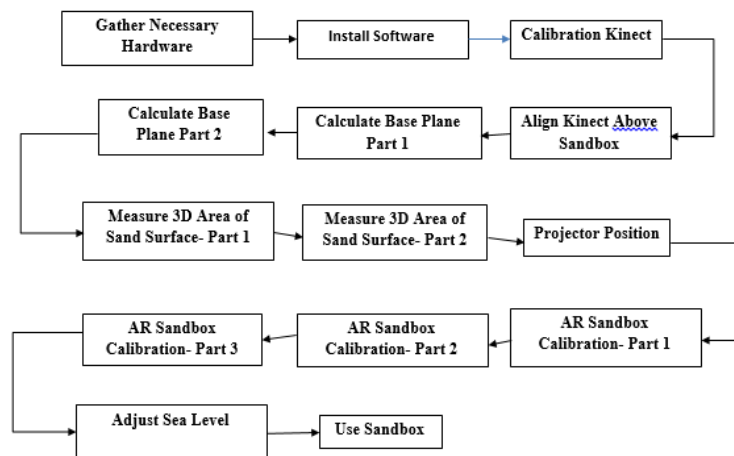 Gather Necessary
Hardware
Install Software
Calibration Kinect
Align Kinect Above
Sandbox
Calculate Base Plane
Part 1
Calculate Base
Plane Part 2
Measure 3D Area of
Sand Surface- Part 1
Measure 3D Area of
Sand Surface- Part 2
Projector Position
AR Sandbox
Calibration- Part 1
AR Sandbox
Calibration- Part 2
AR Sandbox
Calibration- Part 3
Adjust Sea Level
Use Sandbox